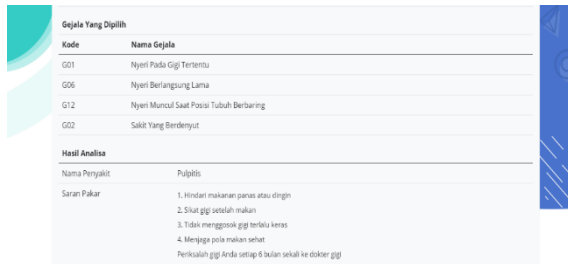 Gejala Yang Dipilih
Kode Nama Gejala
G01 Nyeri Pada Gigi Tertentu
G06 Nyeri Berlangsung Lama
G12 Nyeri Muncul Saat Posisi Tubuh Berbaring
G02 Sakit Yang Berdenyut
Hasil Analisa
Nama Penyakit Pulpitis
Saran Pakar 1. Hindari makanan panas atau dingin
2. Sikat gigi setelah makan
3. Tidak menggosok gigi terlalu keras
4. Menjaga pola makan sehat
Periksalah gigi Anda setiap 6 bulan sekali ke dokter gigi